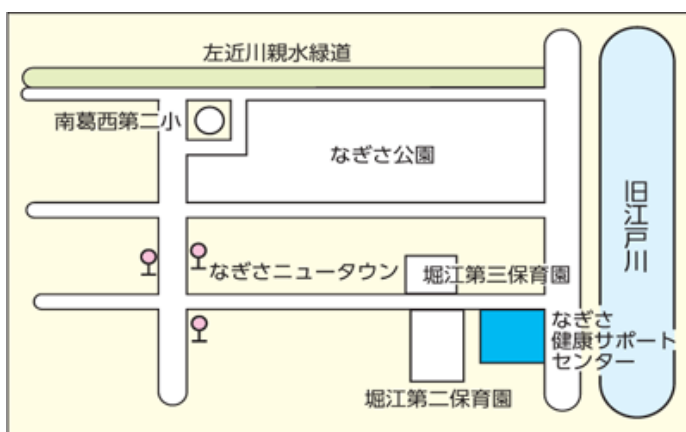 左近川親水緑道
南葛西第二小
なぎさ公園
旧江戸川
なぎさニュータウン
堀江第三保育園
なぎさ
健康サポート
センター
堀江第二保育園